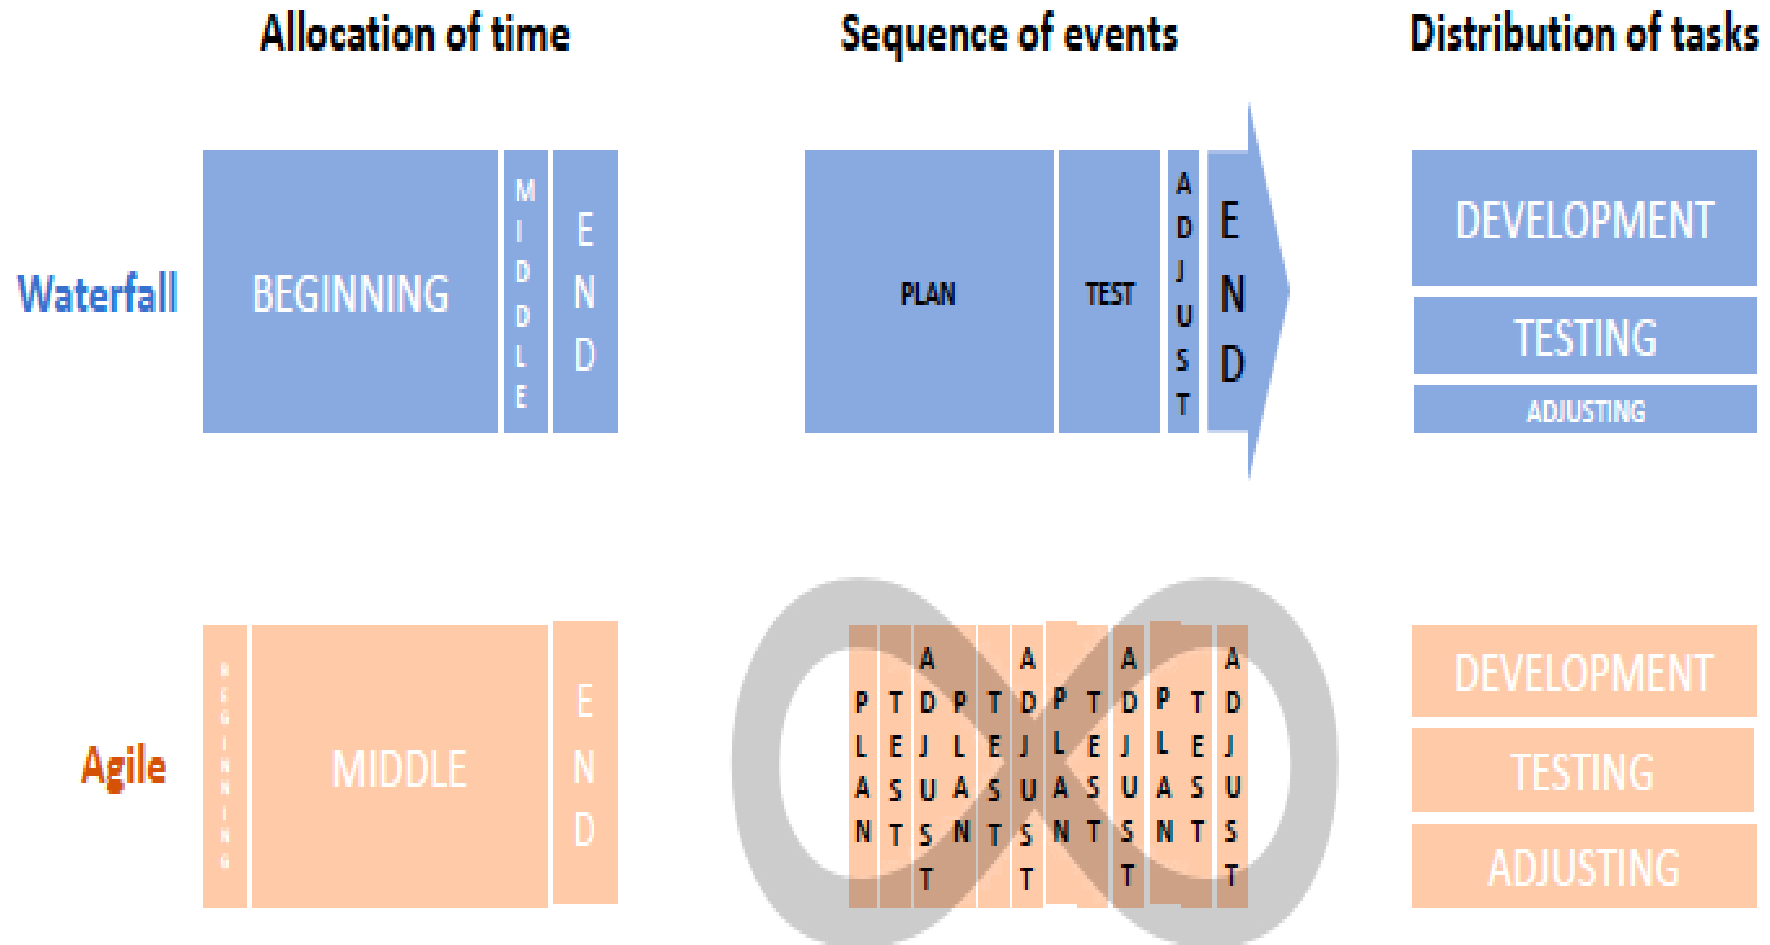 Allocation of time
Sequence of events
Distribution of tasks
Waterfall
BEGINNING
MIDDLE
END
PLAN
TEST
ADJUST
END
DEVELOPMENT
TESTING
ADJUSTING
Agile
BEGINNING
MIDDLE
END
PLAN
TEST
ADJUST
PLAN
TEST
ADJUST
PLAN
TEST
ADJUST
PLAN
TEST
ADJUST
DEVELOPMENT
TESTING
ADJUSTING